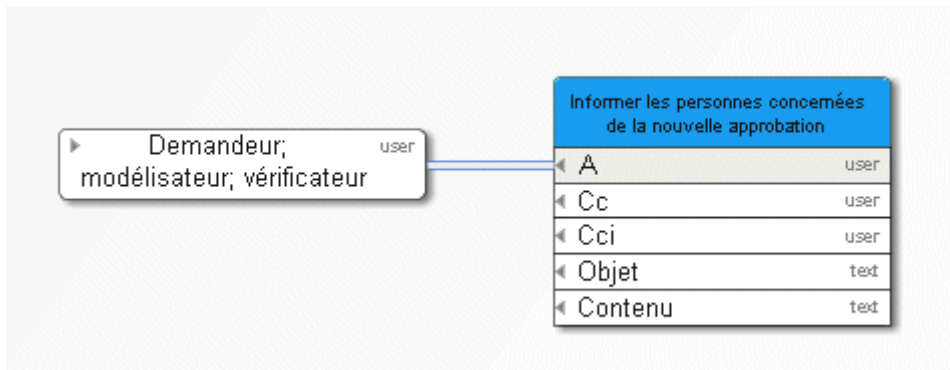 Demandeur; user
modélisateur; vérificateur
Informer les personnes concernées
de la nouvelle approbation
A user
Cc user
Cci user
Objet text
Contenu text